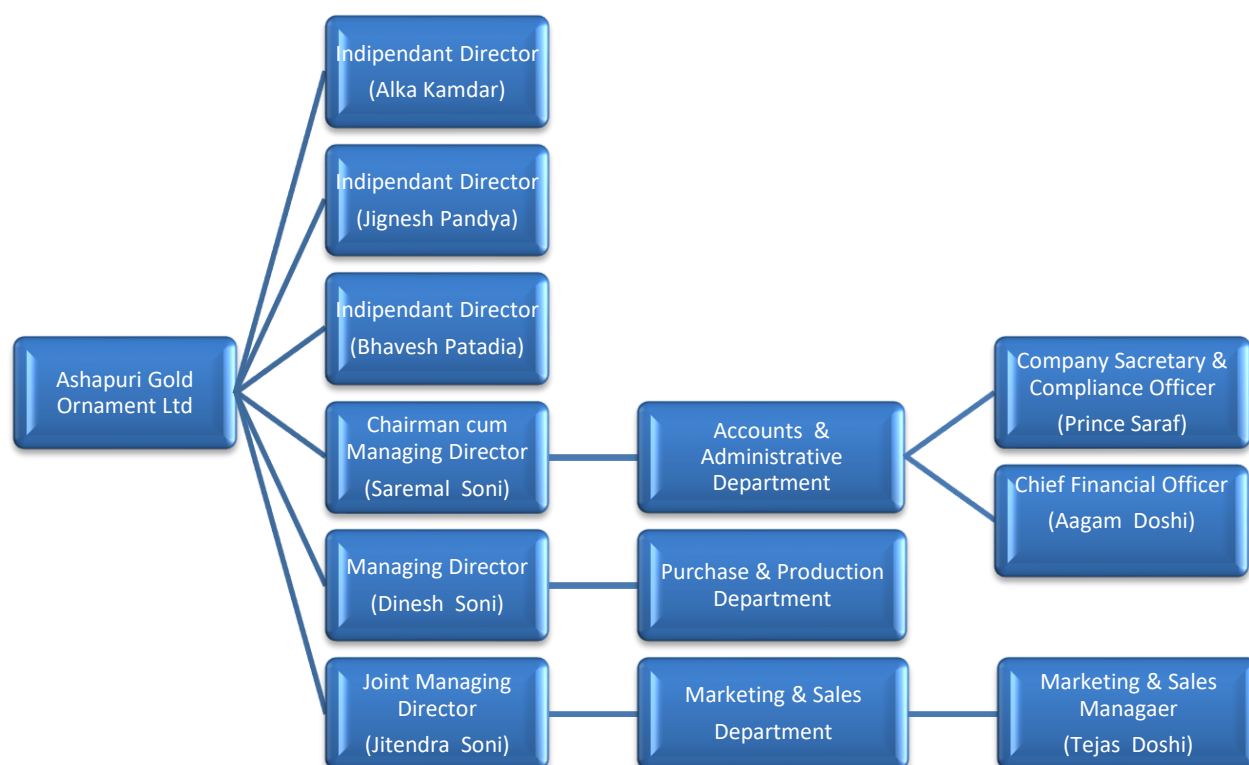 Indipendant Director
(Alka Kamdar)
Indipendant Director
(Jignesh Pandya)
Indipendant Director
(Bhavesh Patadia)
Ashapuri Gold
Ornament Ltd
Chairman cum
Managing Director
(Saremal Soni)
Accounts &
Administrative
Department
Company Sacretary &
Compliance Officer
(Prince Saraf)
Chief Financial Officer
(Aagam Doshi)
Managing Director
(Dinesh Soni)
Purchase & Production
Department
Joint Managing
Director
(Jitendra Soni)
Marketing & Sales
Department
Marketing & Sales
Managaer
(Tejas Doshi)